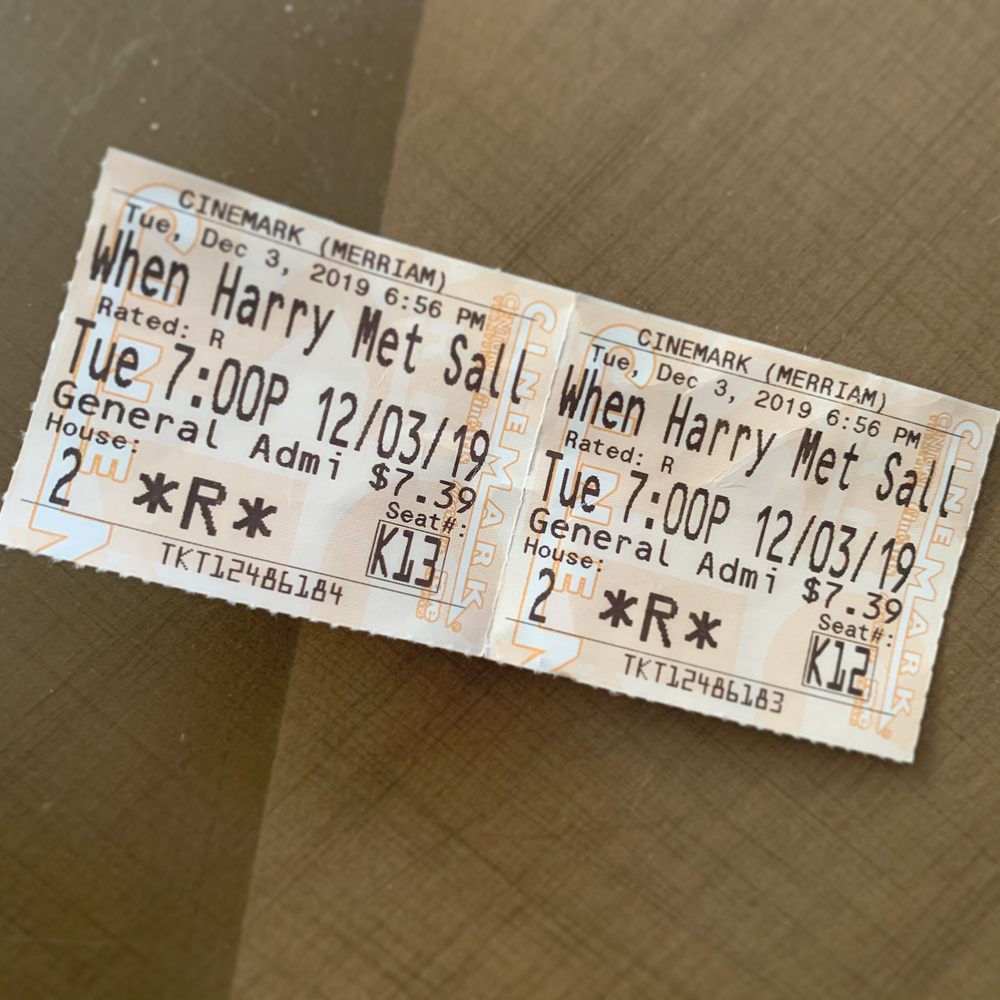 CINEMARK (MERRIAM)
Tue, Dec 3, 2019 6:56 PM
When Harry Met Sall
Rated: R
Tue 7:00P 12/03/19
General Admi $7.39
House:
Seat#:
2 *R* K13
TKT12486184
CINEMARK
CINEMARK (MERRIAM)
Tue, Dec 3, 2019 6:56 PM
When Harry Met Sall
Rated: R
Tue 7:00P 12/03/19
General Admi $7.39
House:
Seat#:
2 *R* K12
TKT12486183
CINEMARK